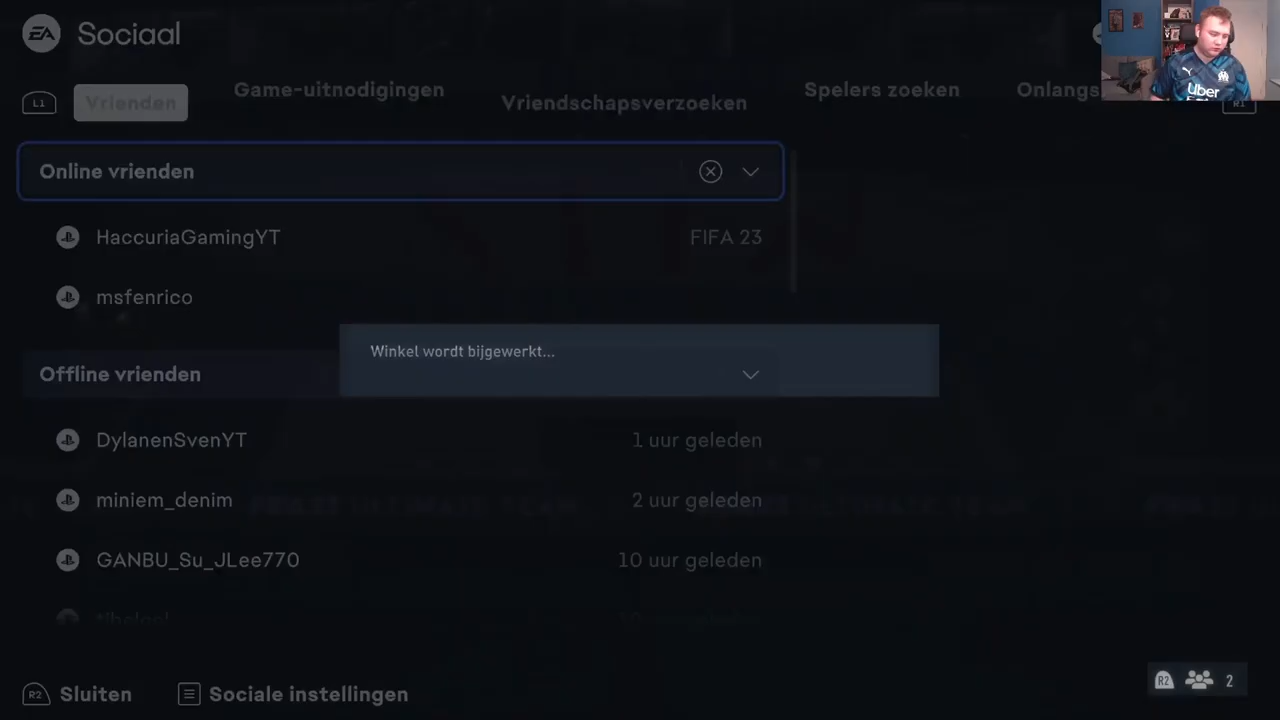 EA Sociaal
L1 Vrienden Game-uitnodigingen Vriendschapsverzoeken Spelers zoeken Onlangs R1
Uber
Online vrienden
HaccuriaGamingYT FIFA 23
msfenrico
Winkel wordt bijgewerkt...
Offline vrienden
DylanenSvenYT 1 uur geleden
miniem_denim 2 uur geleden
GANBU_Su_JLee770 10 uur geleden
R2 Sluiten Sociale instellingen
R2 2